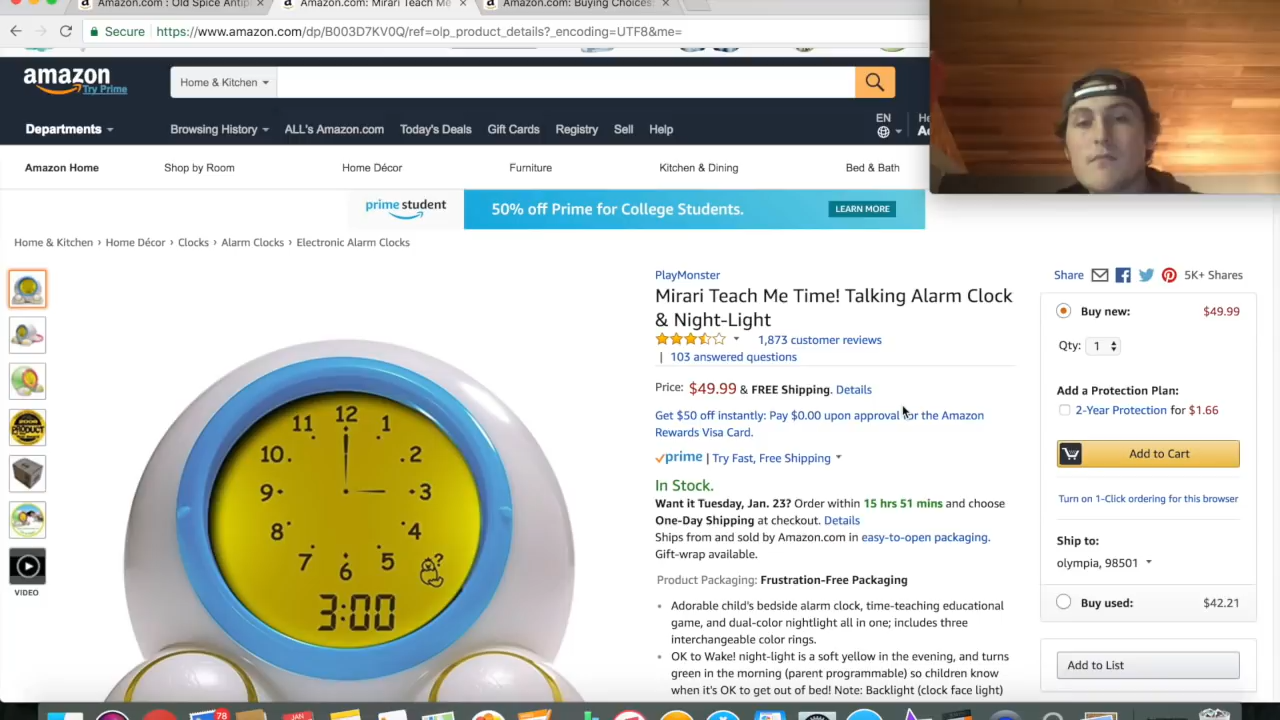 Amazon.com : Old Spice Antip
Amazon.com: Mirari Teach Me
Amazon.com: Buying Choices:
Secure
https://www.amazon.com/dp/B003D7KV0Q/ref=olp_product_details?_encoding=UTF8&me=
amazon
Try Prime
Home & Kitchen
Departments
Browsing History
ALL's Amazon.com
Today's Deals
Gift Cards
Registry
Sell
Help
EN
He
Ac
Amazon Home
Shop by Room
Home Décor
Furniture
Kitchen & Dining
Bed & Bath
prime student
50% off Prime for College Students.
LEARN MORE
Home & Kitchen › Home Décor › Clocks › Alarm Clocks › Electronic Alarm Clocks
VIDEO
12
1
2
3
4
5
6
7
8
9
10
11
?
3:00
PlayMonster
Mirari Teach Me Time! Talking Alarm Clock
& Night-Light
1,873 customer reviews
| 103 answered questions
Price: $49.99 & FREE Shipping. Details
Get $50 off instantly: Pay $0.00 upon approval for the Amazon
Rewards Visa Card.
prime | Try Fast, Free Shipping
In Stock.
Want it Tuesday, Jan. 23? Order within 15 hrs 51 mins and choose
One-Day Shipping at checkout. Details
Ships from and sold by Amazon.com in easy-to-open packaging.
Gift-wrap available.
Product Packaging: Frustration-Free Packaging
Adorable child's bedside alarm clock, time-teaching educational
game, and dual-color nightlight all in one; includes three
interchangeable color rings.
OK to Wake! night-light is a soft yellow in the evening, and turns
green in the morning (parent programmable) so children know
when it's OK to get out of bed! Note: Backlight (clock face light)
Share
5K+ Shares
Buy new: $49.99
Qty: 1
Add a Protection Plan:
2-Year Protection for $1.66
Add to Cart
Turn on 1-Click ordering for this browser
Ship to:
olympia, 98501
Buy used: $42.21
Add to List
78
JAN